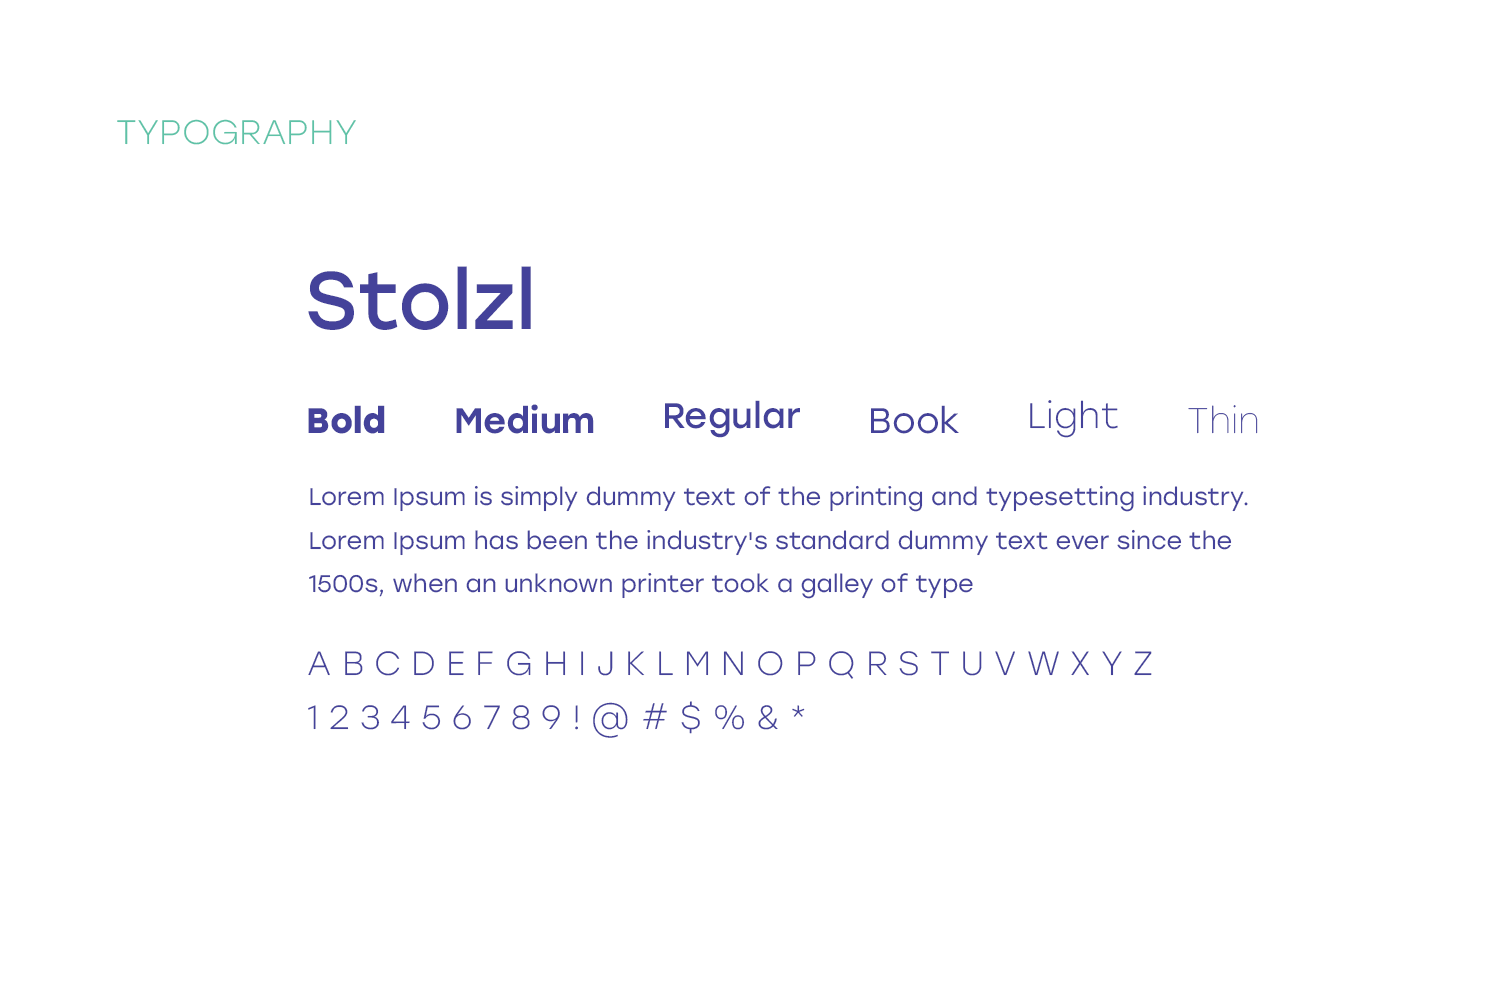 TYPOGRAPHY
Stolzl
Bold Medium Regular Book Light Thin
Lorem Ipsum is simply dummy text of the printing and typesetting industry.
Lorem Ipsum has been the industry's standard dummy text ever since the
1500s, when an unknown printer took a galley of type
A B C D E F G H I J K L M N O P Q R S T U V W X Y Z
1 2 3 4 5 6 7 8 9 ! @ # $ % & *